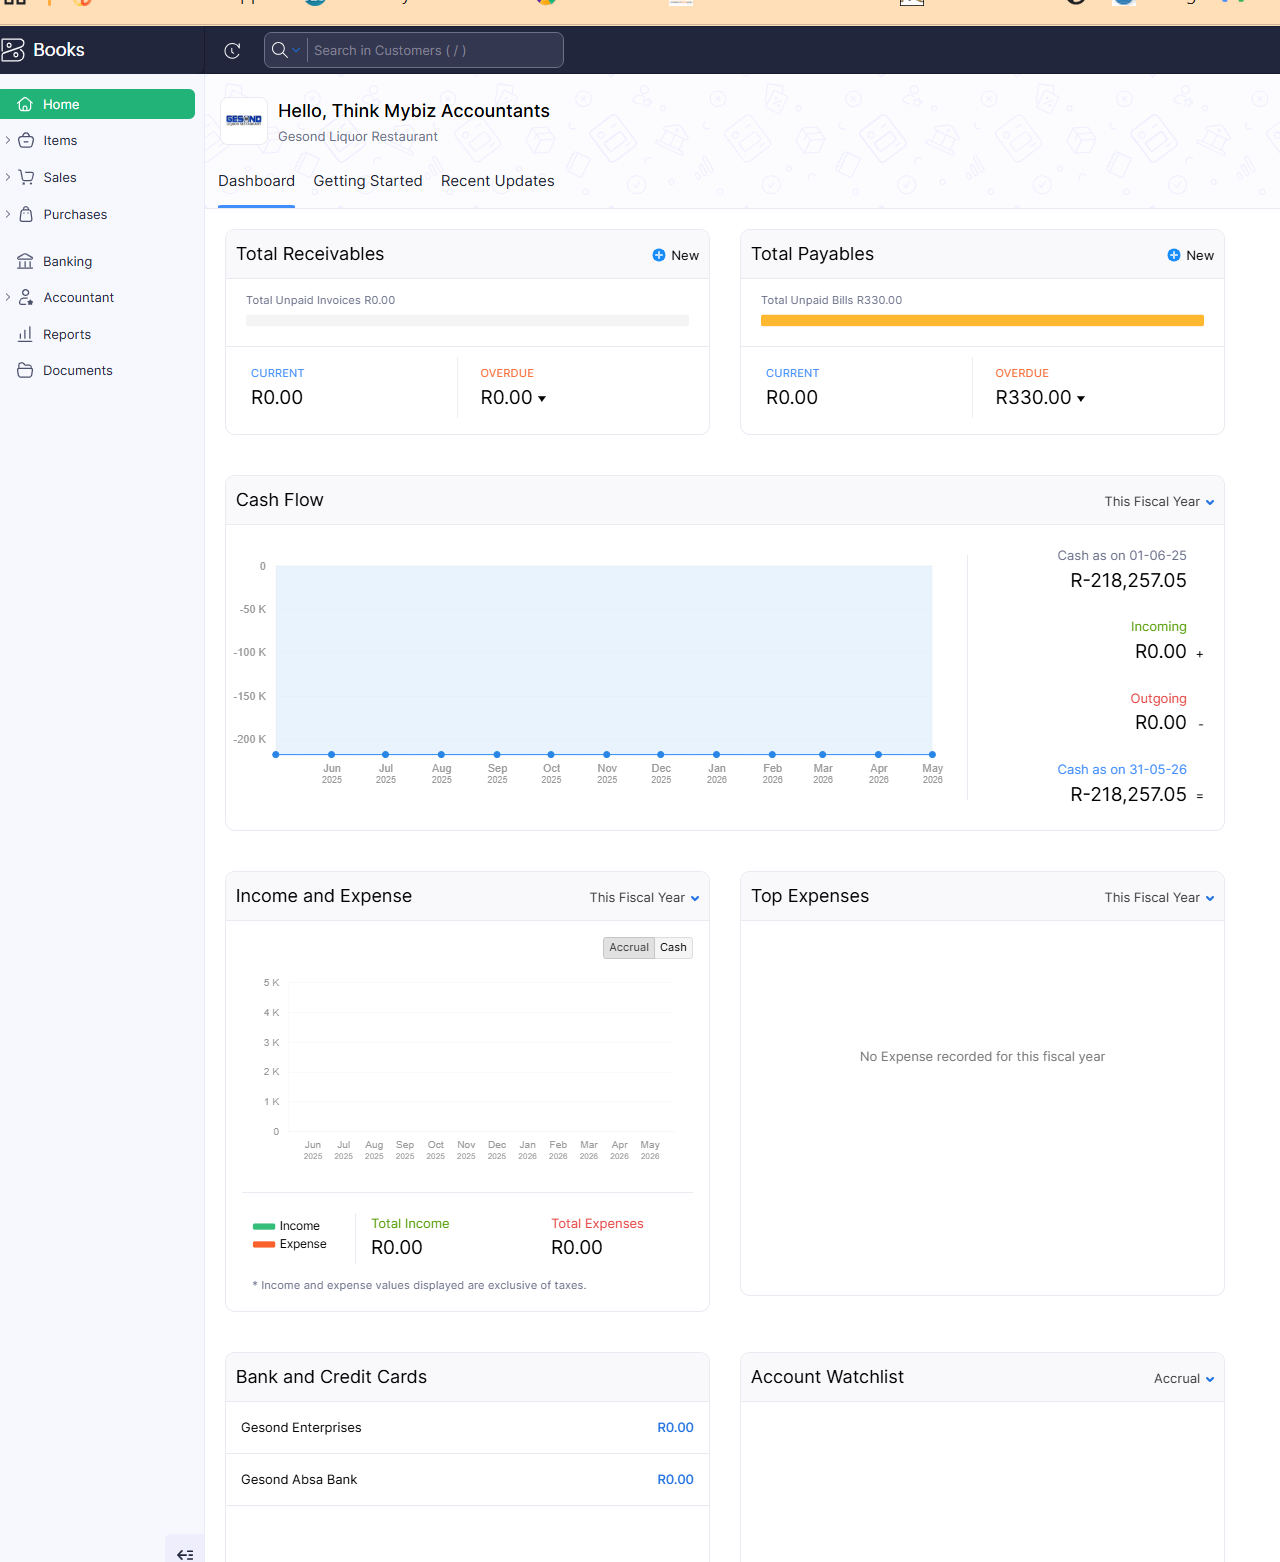 Books
Search in Customers ( / )
Home
Items
Sales
Purchases
Banking
Accountant
Reports
Documents
GESOND
Hello, Think Mybiz Accountants
Gesond Liquor Restaurant
Dashboard Getting Started Recent Updates
Total Receivables New
Total Unpaid Invoices R0.00
CURRENT OVERDUE
R0.00 R0.00
Total Payables New
Total Unpaid Bills R330.00
CURRENT OVERDUE
R0.00 R330.00
Cash Flow This Fiscal Year
0
-50 K
-100 K
-150 K
-200 K
Jun Jul Aug Sep Oct Nov Dec Jan Feb Mar Apr May
2025 2025 2025 2025 2025 2025 2025 2026 2026 2026 2026 2026
Cash as on 01-06-25
R-218,257.05
Incoming
R0.00 +
Outgoing
R0.00 -
Cash as on 31-05-26
R-218,257.05 =
Income and Expense This Fiscal Year
Accrual Cash
5 K
4 K
3 K
2 K
1 K
0
Jun Jul Aug Sep Oct Nov Dec Jan Feb Mar Apr May
2025 2025 2025 2025 2025 2025 2025 2026 2026 2026 2026 2026
Income
Expense
Total Income
R0.00
Total Expenses
R0.00
* Income and expense values displayed are exclusive of taxes.
Top Expenses This Fiscal Year
No Expense recorded for this fiscal year
Bank and Credit Cards
Gesond Enterprises R0.00
Gesond Absa Bank R0.00
Account Watchlist Accrual